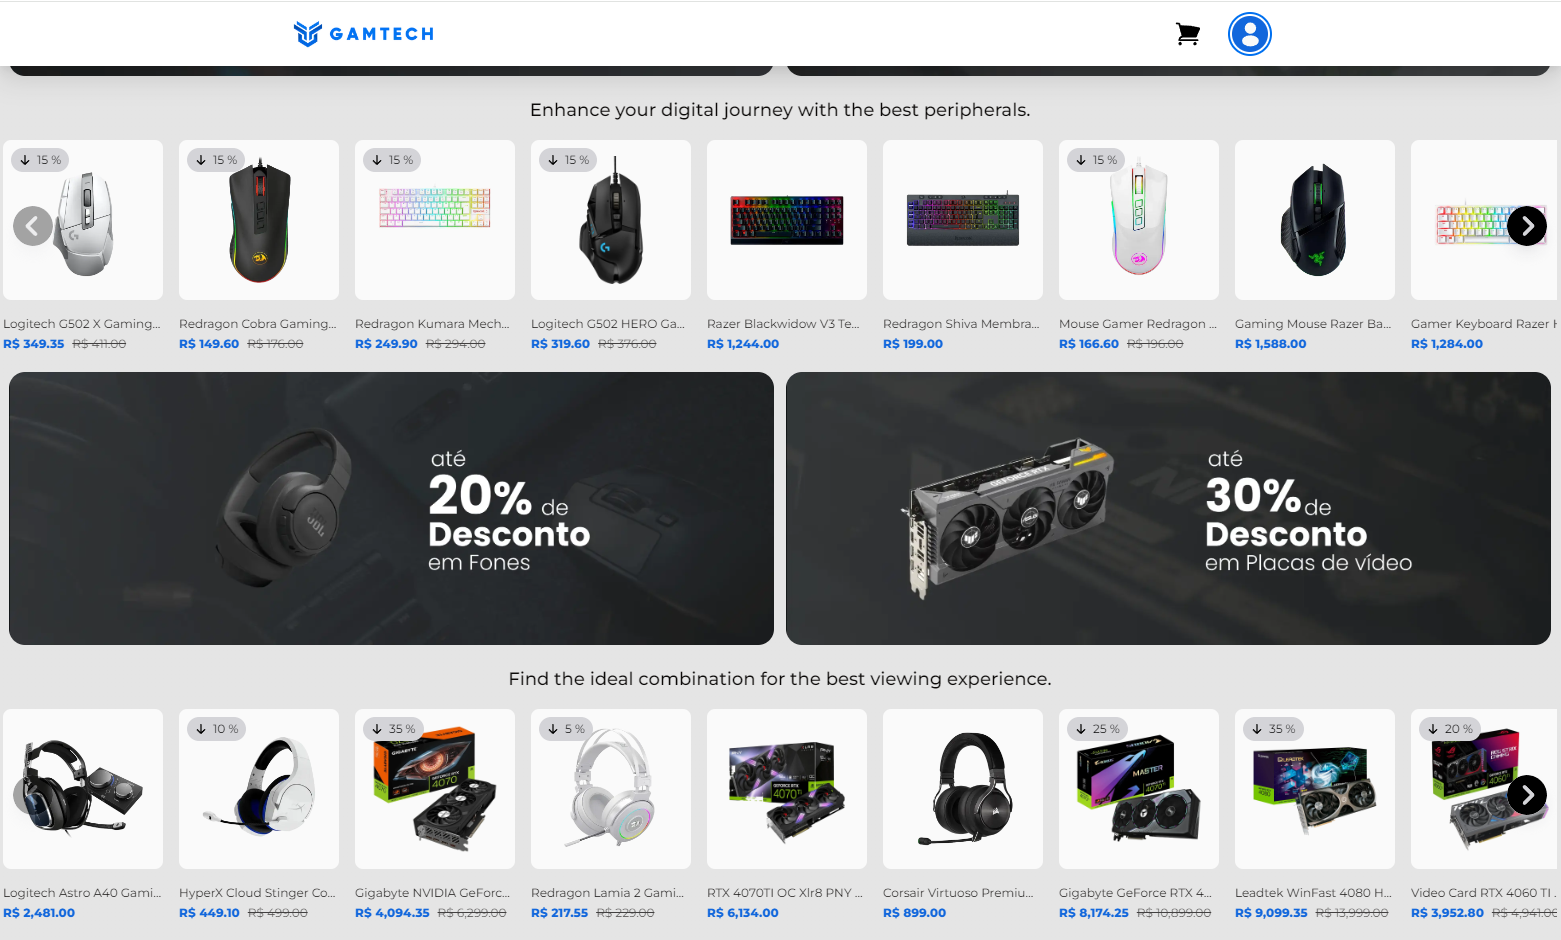 GAMTECH
Enhance your digital journey with the best peripherals.
15 %
15 %
15 %
15 %
15 %
Logitech G502 X Gaming...
R$ 349.35 R$ 411.00
Redragon Cobra Gaming...
R$ 149.60 R$ 176.00
Redragon Kumara Mech...
R$ 249.90 R$ 294.00
Logitech G502 HERO Ga...
R$ 319.60 R$ 376.00
Razer Blackwidow V3 Te...
R$ 1,244.00
Redragon Shiva Membra...
R$ 199.00
Mouse Gamer Redragon ...
R$ 166.60 R$ 196.00
Gaming Mouse Razer Ba...
R$ 1,588.00
Gamer Keyboard Razer H
R$ 1,284.00
JBL
até
20% de
Desconto
em Fones
GEFORCE RTX
até
30% de
Desconto
em Placas de vídeo
Find the ideal combination for the best viewing experience.
10 %
35 %
5 %
25 %
35 %
20 %
GIGABYTE
4070
4070 Ti
MASTER
Logitech Astro A40 Gami...
R$ 2,481.00
HyperX Cloud Stinger Co...
R$ 449.10 R$ 499.00
Gigabyte NVIDIA GeForc...
R$ 4,094.35 R$ 6,299.00
Redragon Lamia 2 Gami...
R$ 217.55 R$ 229.00
RTX 4070TI OC Xlr8 PNY ...
R$ 6,134.00
Corsair Virtuoso Premiu...
R$ 899.00
Gigabyte GeForce RTX 4...
R$ 8,174.25 R$ 10,899.00
Leadtek WinFast 4080 H...
R$ 9,099.35 R$ 13,999.00
Video Card RTX 4060 TI .
R$ 3,952.80 R$ 4,941.00